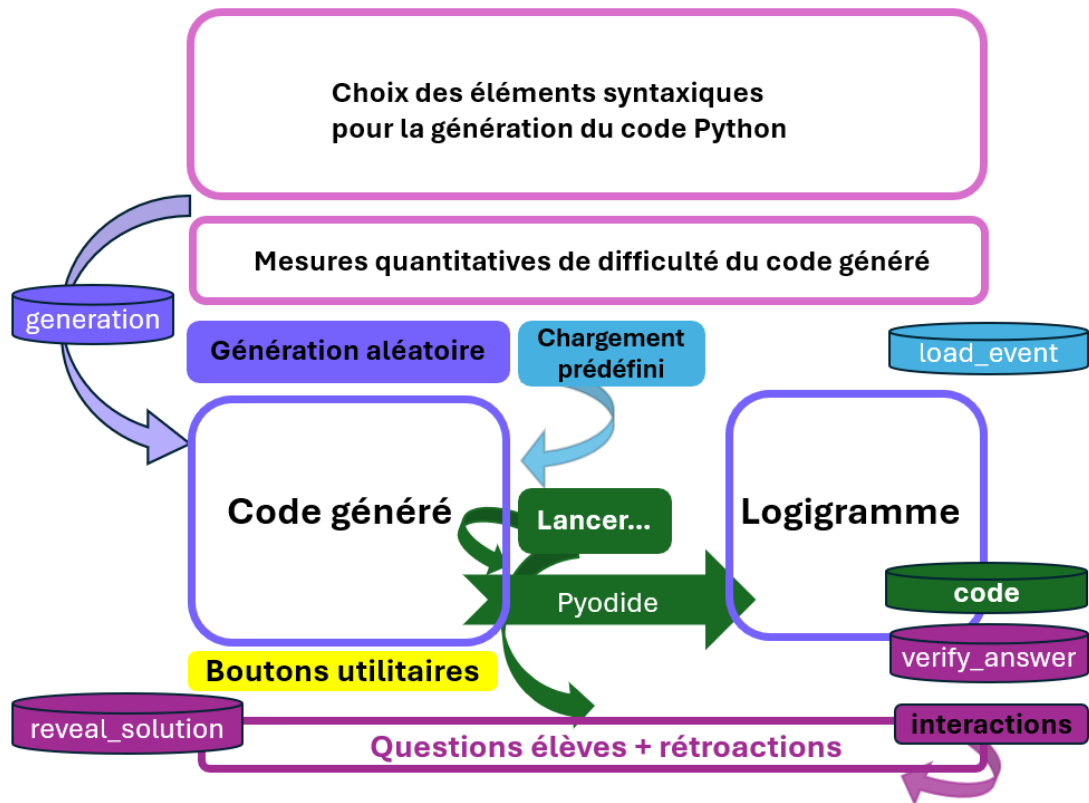 Choix des éléments syntaxiques
pour la génération du code Python
Mesures quantitatives de difficulté du code généré
generation
Génération aléatoire
Chargement
prédéfini
load_event
Code généré
Lancer...
Logigramme
Pyodide
code
verify_answer
Boutons utilitaires
reveal_solution
interactions
Questions élèves + rétroactions